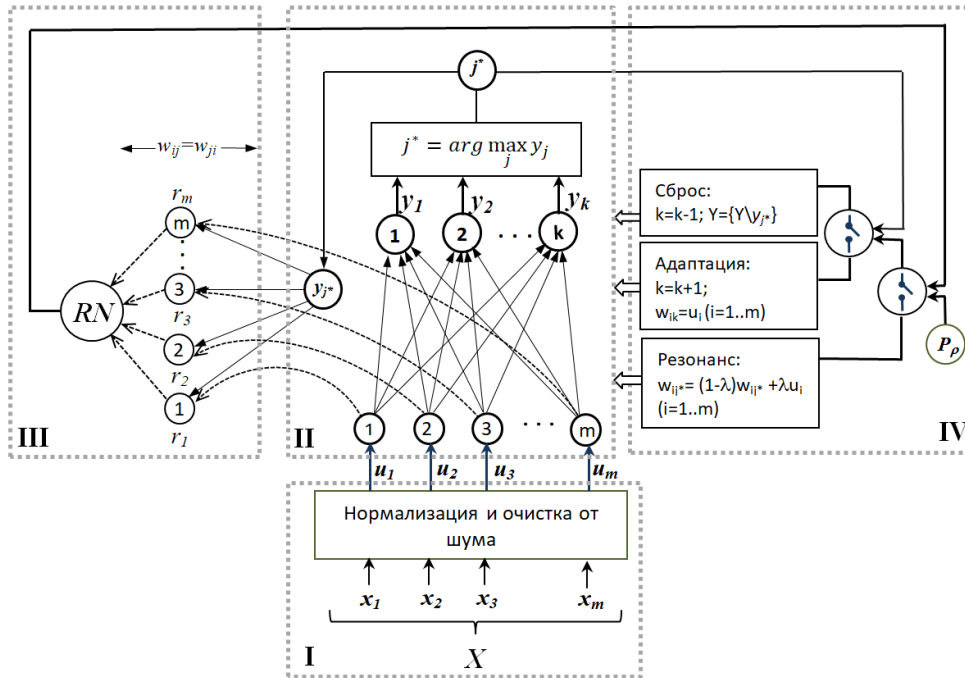 j*
j* = arg max y_j
j
y_1 y_2 y_k
1 2 . . . k
w_ij=w_ji
r_m
m
3
r_3
2
r_2
1
r_1
RN
y_j*
III
1 2 3 . . . m
II
u_1 u_2 u_3 u_m
Нормализация и очистка от
шума
x_1 x_2 x_3 x_m
X
I
Сброс:
k=k-1; Y={Y\y_j*}
Адаптация:
k=k+1;
w_ik=u_i (i=1..m)
Резонанс:
w_ij*= (1-λ)w_ij* +λu_i
(i=1..m)
P_ρ
IV